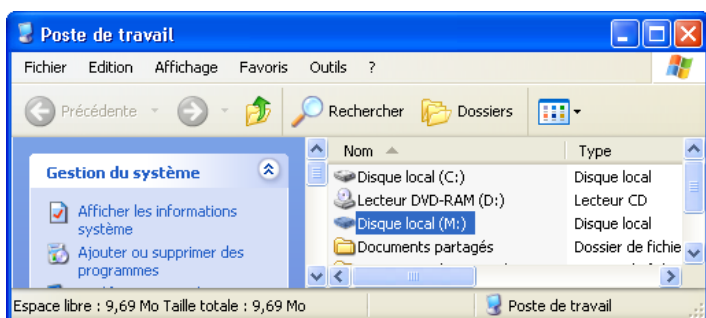 Poste de travail
Fichier Edition Affichage Favoris Outils ?
Précédente Rechercher Dossiers
Nom Type
Gestion du système
Afficher les informations système
Ajouter ou supprimer des programmes
Disque local (C:) Disque local
Lecteur DVD-RAM (D:) Lecteur CD
Disque local (M:) Disque local
Documents partagés Dossier de fichie
Espace libre : 9,69 Mo Taille totale : 9,69 Mo Poste de travail